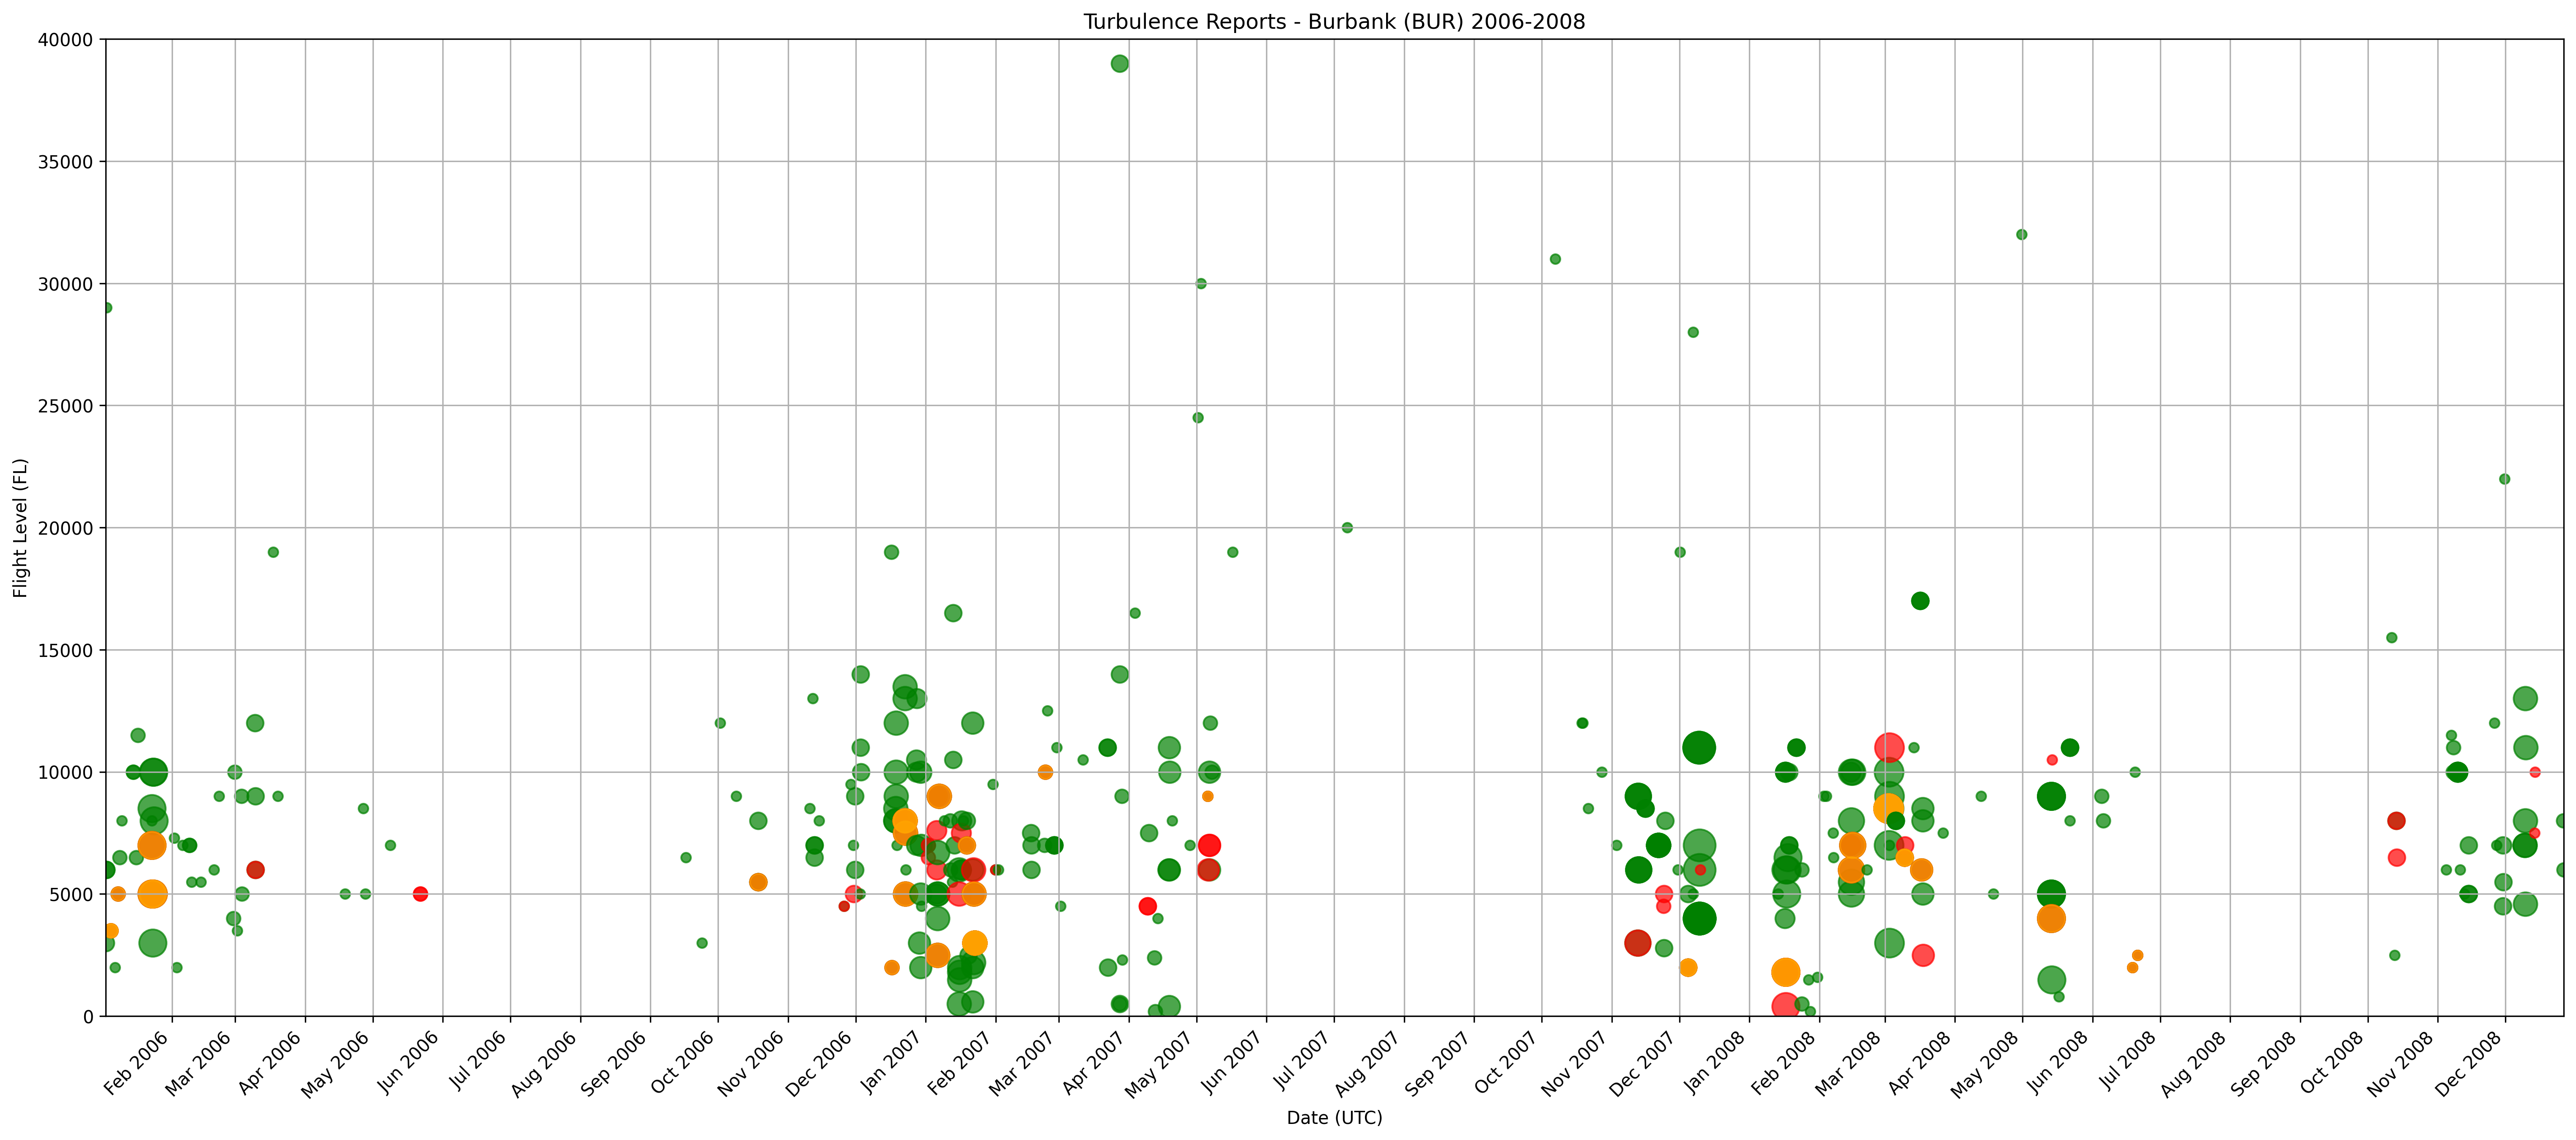 Turbulence Reports - Burbank (BUR) 2006-2008
Flight Level (FL)
40000
35000
30000
25000
20000
15000
10000
5000
0
Feb 2006
Mar 2006
Apr 2006
May 2006
Jun 2006
Jul 2006
Aug 2006
Sep 2006
Oct 2006
Nov 2006
Dec 2006
Jan 2007
Feb 2007
Mar 2007
Apr 2007
May 2007
Jun 2007
Jul 2007
Aug 2007
Sep 2007
Oct 2007
Nov 2007
Dec 2007
Jan 2008
Feb 2008
Mar 2008
Apr 2008
May 2008
Jun 2008
Jul 2008
Aug 2008
Sep 2008
Oct 2008
Nov 2008
Dec 2008
Date (UTC)